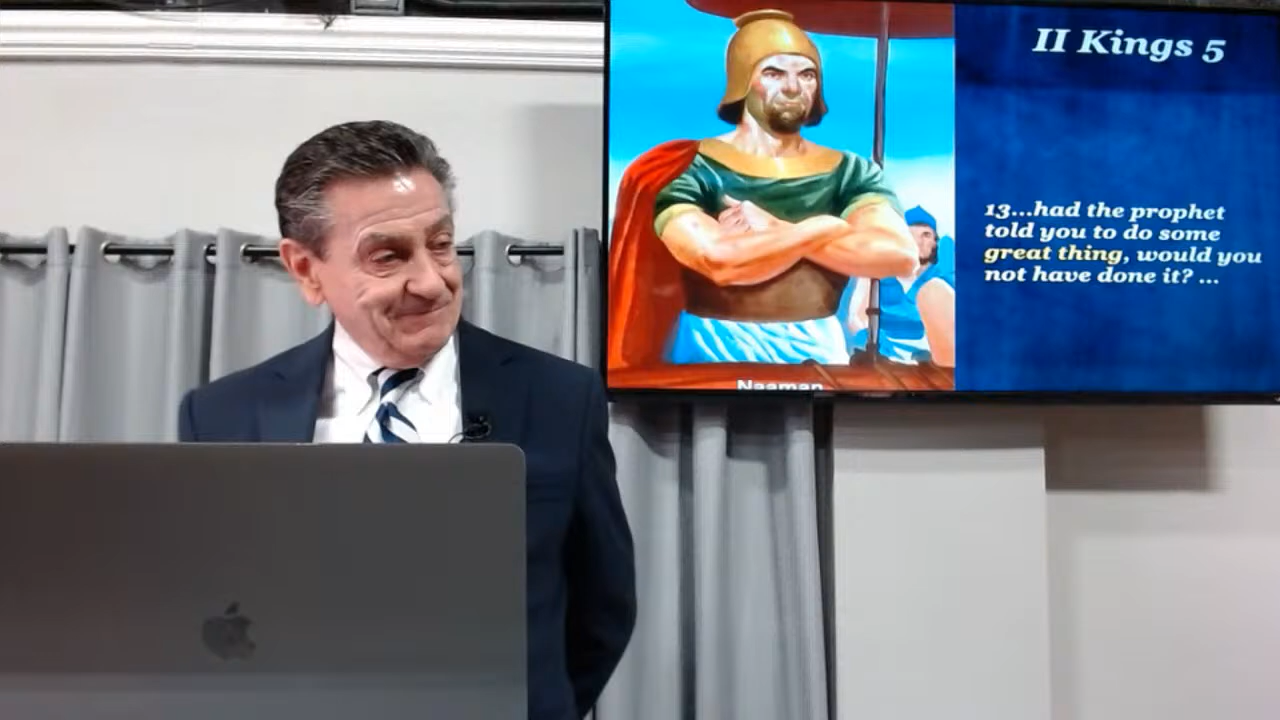 II Kings 5
13...had the prophet
told you to do some
great thing, would you
not have done it? ...
Naaman